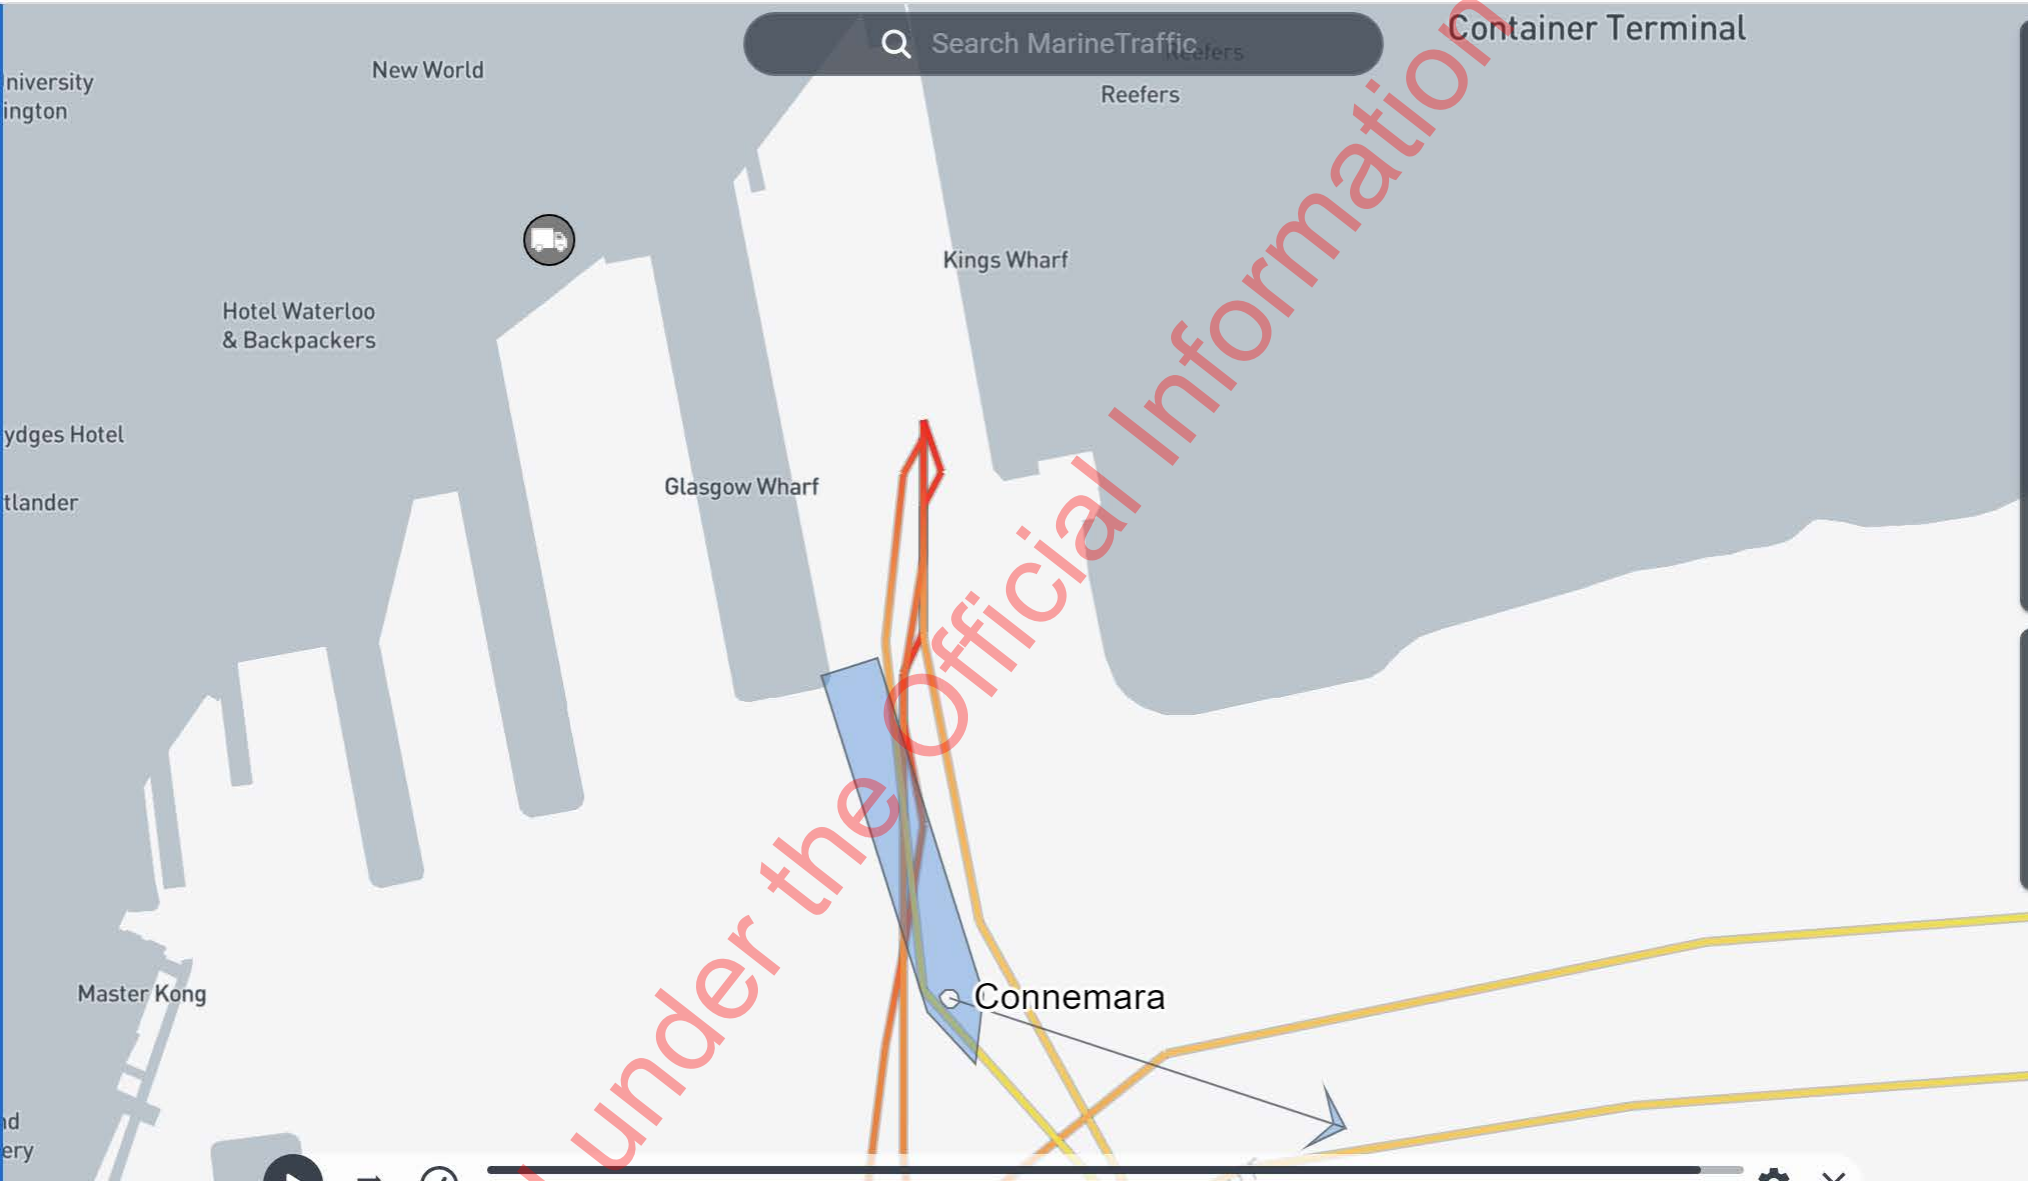 Container Terminal
Search MarineTraffic
Reefers
Reefers
New World
niversity
ington
Kings Wharf
Hotel Waterloo
& Backpackers
ydges Hotel
Glasgow Wharf
tlander
Master Kong
Connemara
nd
ery
under the Official Information